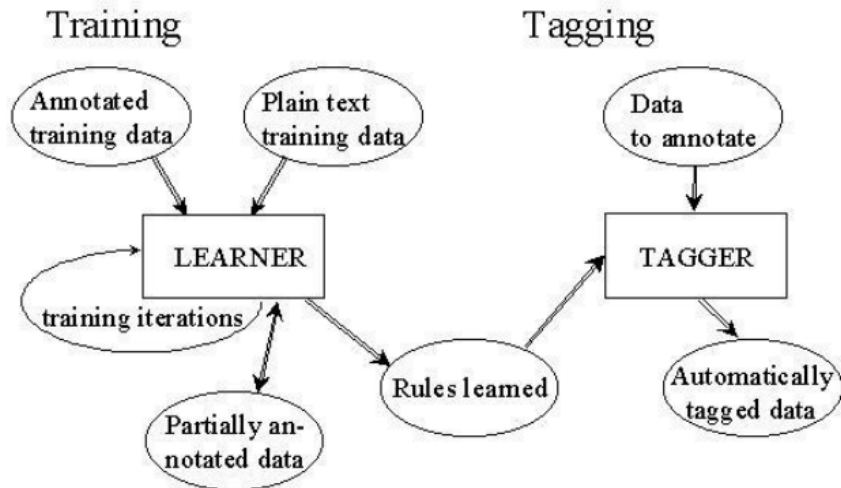 Training
Tagging
Annotated
training data
Plain text
training data
Data
to annotate
LEARNER
TAGGER
training iterations
Rules learned
Automatically
tagged data
Partially an-
notated data